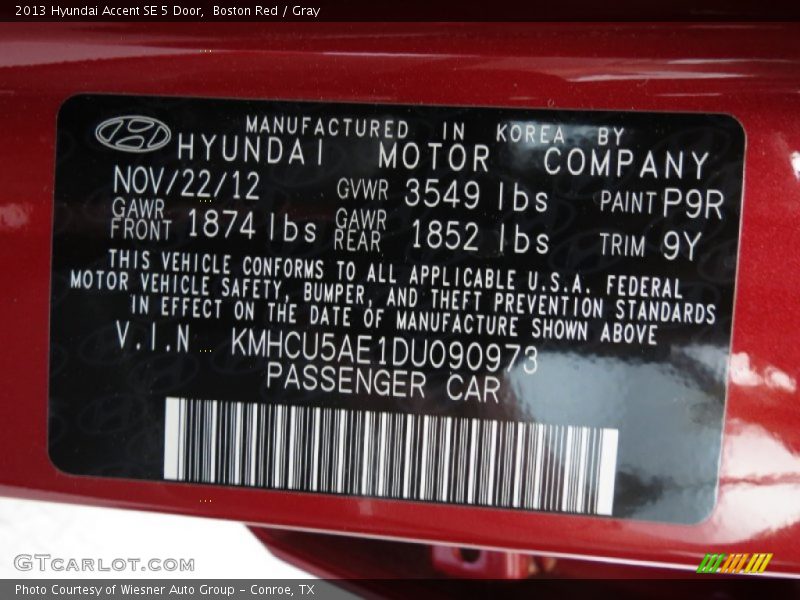 2013 Hyundai Accent SE 5 Door, Boston Red / Gray
MANUFACTURED IN KOREA BY
HYUNDAI MOTOR COMPANY
NOV/22/12 GVWR 3549 lbs PAINT P9R
GAWR FRONT 1874 lbs GAWR REAR 1852 lbs TRIM 9Y
THIS VEHICLE CONFORMS TO ALL APPLICABLE U.S.A. FEDERAL
MOTOR VEHICLE SAFETY, BUMPER, AND THEFT PREVENTION STANDARDS
IN EFFECT ON THE DATE OF MANUFACTURE SHOWN ABOVE
V.I.N KMHCU5AE1DU090973
PASSENGER CAR
GTCARLOT.COM
Photo Courtesy of Wiesner Auto Group – Conroe, TX